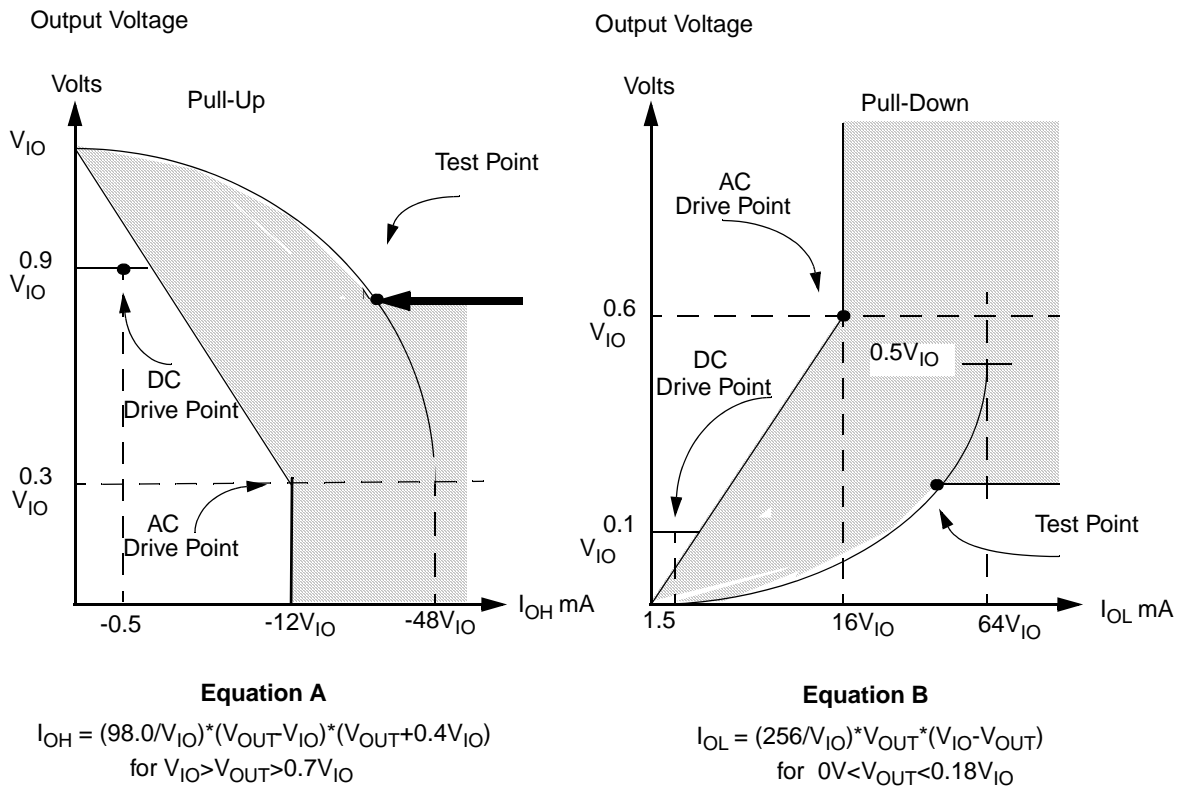 Output Voltage
Volts
Pull-Up
VIO
Test Point
0.9
VIO
DC
Drive Point
0.3
VIO
AC
Drive Point
IOH mA
-0.5
-12VIO
-48VIO
Equation A
IOH = (98.0/VIO)*(VOUT-VIO)*(VOUT+0.4VIO)
for VIO>VOUT>0.7VIO
Output Voltage
Volts
Pull-Down
AC
Drive Point
0.6
VIO
0.5VIO
DC
Drive Point
0.1
VIO
Test Point
IOL mA
1.5
16VIO
64VIO
Equation B
IOL = (256/VIO)*VOUT*(VIO-VOUT)
for 0V<VOUT<0.18VIO